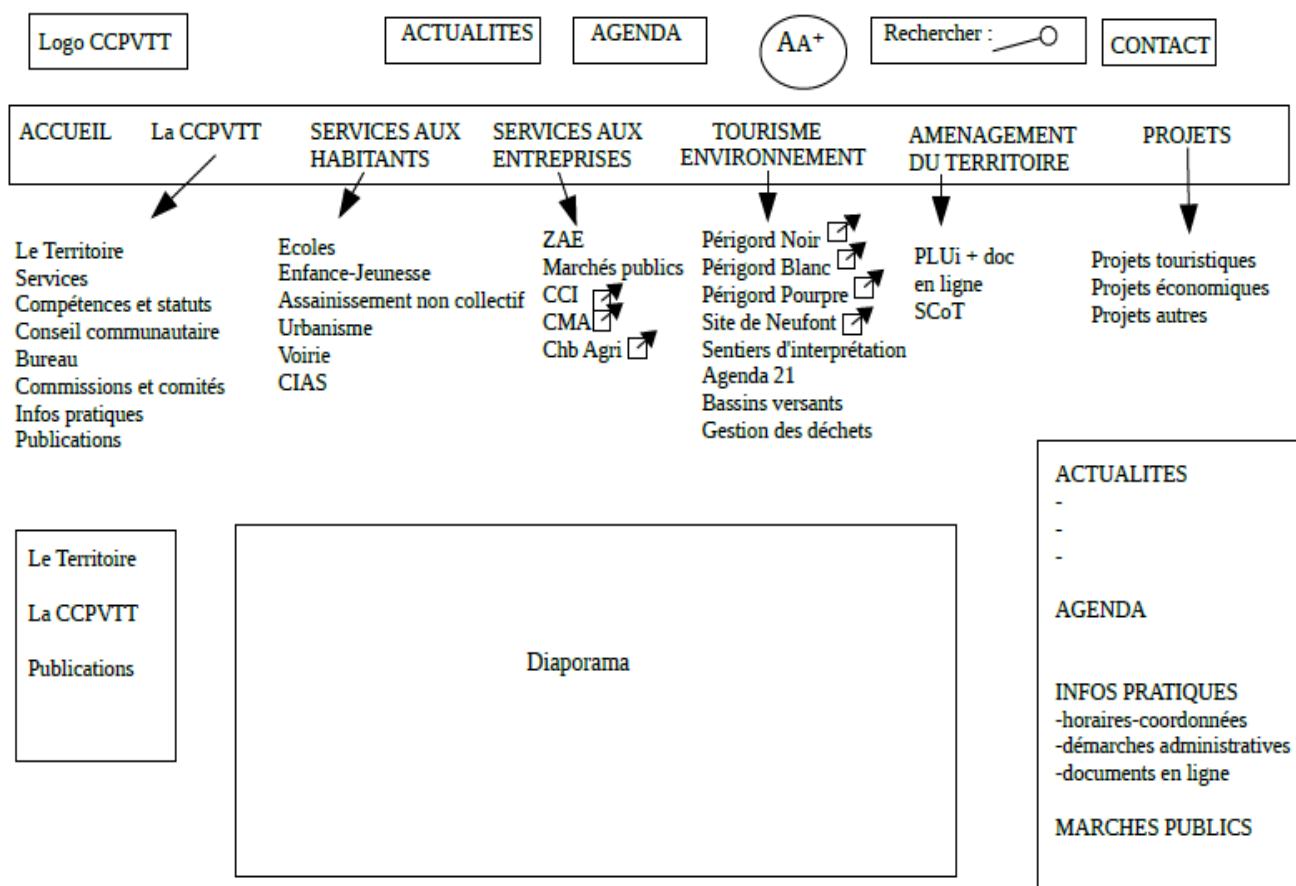 Logo CCPVTT
ACTUALITES
AGENDA
AA+
Rechercher :
CONTACT
ACCUEIL
La CCPVTT
SERVICES AUX
HABITANTS
SERVICES AUX
ENTREPRISES
TOURISME
ENVIRONNEMENT
AMENAGEMENT
DU TERRITOIRE
PROJETS
Le Territoire
Services
Compétences et statuts
Conseil communautaire
Bureau
Commissions et comités
Infos pratiques
Publications
Ecoles
Enfance-Jeunesse
Assainissement non collectif
Urbanisme
Voirie
CIAS
ZAE
Marchés publics
CCI
CMA
Chb Agri
Périgord Noir
Périgord Blanc
Périgord Pourpre
Site de Neufont
Sentiers d'interprétation
Agenda 21
Bassins versants
Gestion des déchets
PLUi + doc
en ligne
SCoT
Projets touristiques
Projets économiques
Projets autres
Le Territoire
La CCPVTT
Publications
Diaporama
ACTUALITES
-
-
-
AGENDA
INFOS PRATIQUES
-horaires-coordonnées
-démarches administratives
-documents en ligne
MARCHES PUBLICS